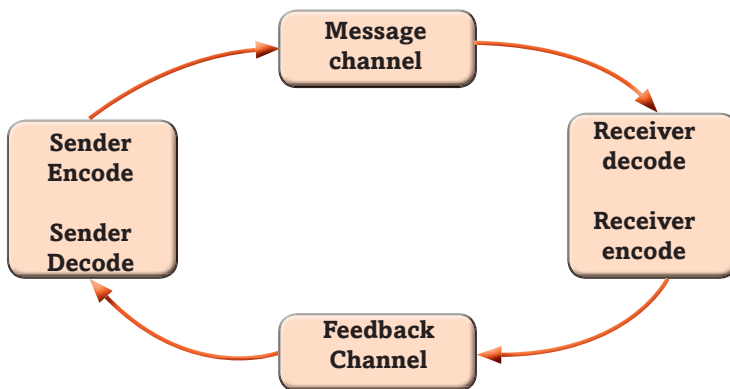 Message
channel
Sender
Encode
Sender
Decode
Receiver
decode
Receiver
encode
Feedback
Channel